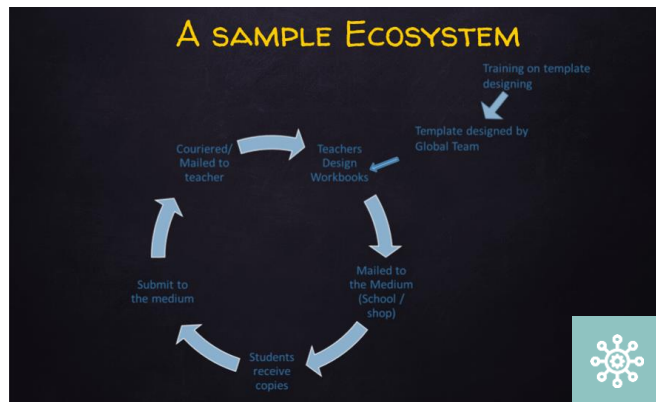 A SAMPLE ECOSYSTEM
Training on template
designing
Template designed by
Global Team
Teachers
Design
Workbooks
Mailed to
the Medium
(School /
shop)
Students
receive
copies
Submit to
the medium
Couriered/
Mailed to
teacher